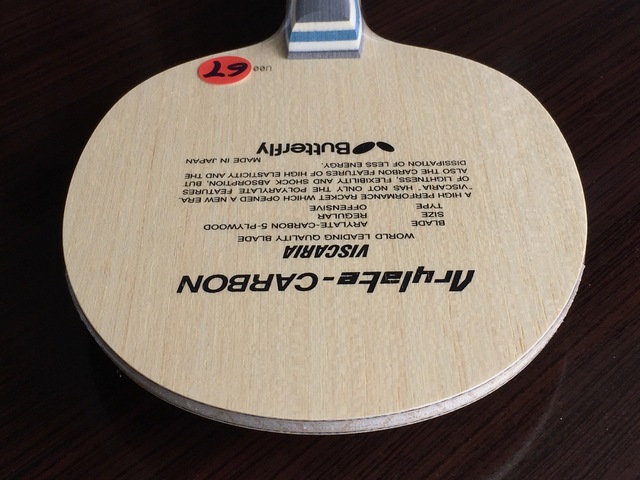 Arylate-CARBON
VISCARIA
WORLD LEADING QUALITY BLADE
BLADE ARYLATE-CARBON 5-PLYWOOD
SIZE REGULAR
TYPE OFFENSIVE
A HIGH PERFORMANCE RACKET WHICH OPENED A NEW ERA.
"VISCARIA" HAS NOT ONLY THE POLYARYLATE FEATURES
OF LIGHTNESS, FLEXIBILITY AND SHOCK ABSORPTION, BUT
ALSO THE CARBON FEATURES OF HIGH ELASTICITY AND THE
DISSIPATION OF LESS ENERGY. MADE IN JAPAN
Butterfly
67